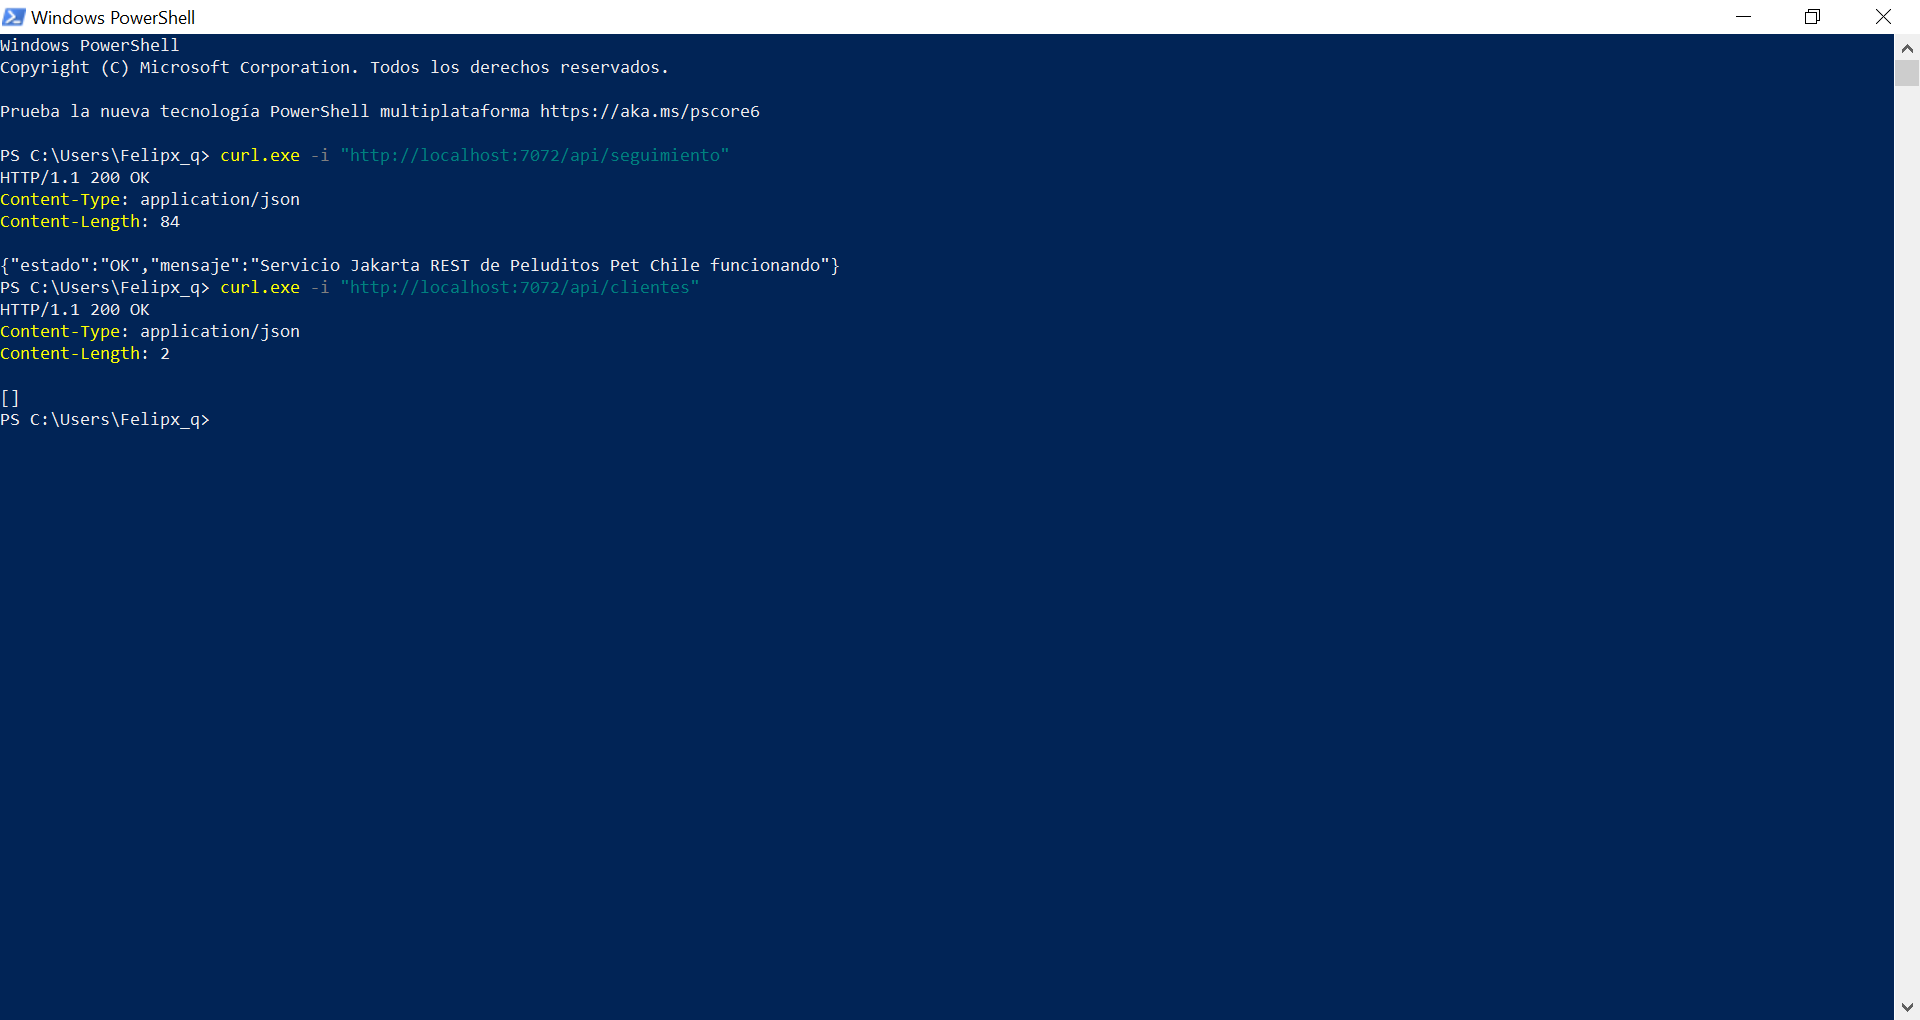 Windows PowerShell
Windows PowerShell
Copyright (C) Microsoft Corporation. Todos los derechos reservados.
Prueba la nueva tecnología PowerShell multiplataforma https://aka.ms/pscore6
PS C:\Users\Felipx_q> curl.exe -i "http://localhost:7072/api/seguimiento"
HTTP/1.1 200 OK
Content-Type: application/json
Content-Length: 84
{"estado":"OK","mensaje":"Servicio Jakarta REST de Peluditos Pet Chile funcionando"}
PS C:\Users\Felipx_q> curl.exe -i "http://localhost:7072/api/clientes"
HTTP/1.1 200 OK
Content-Type: application/json
Content-Length: 2
[]
PS C:\Users\Felipx_q>